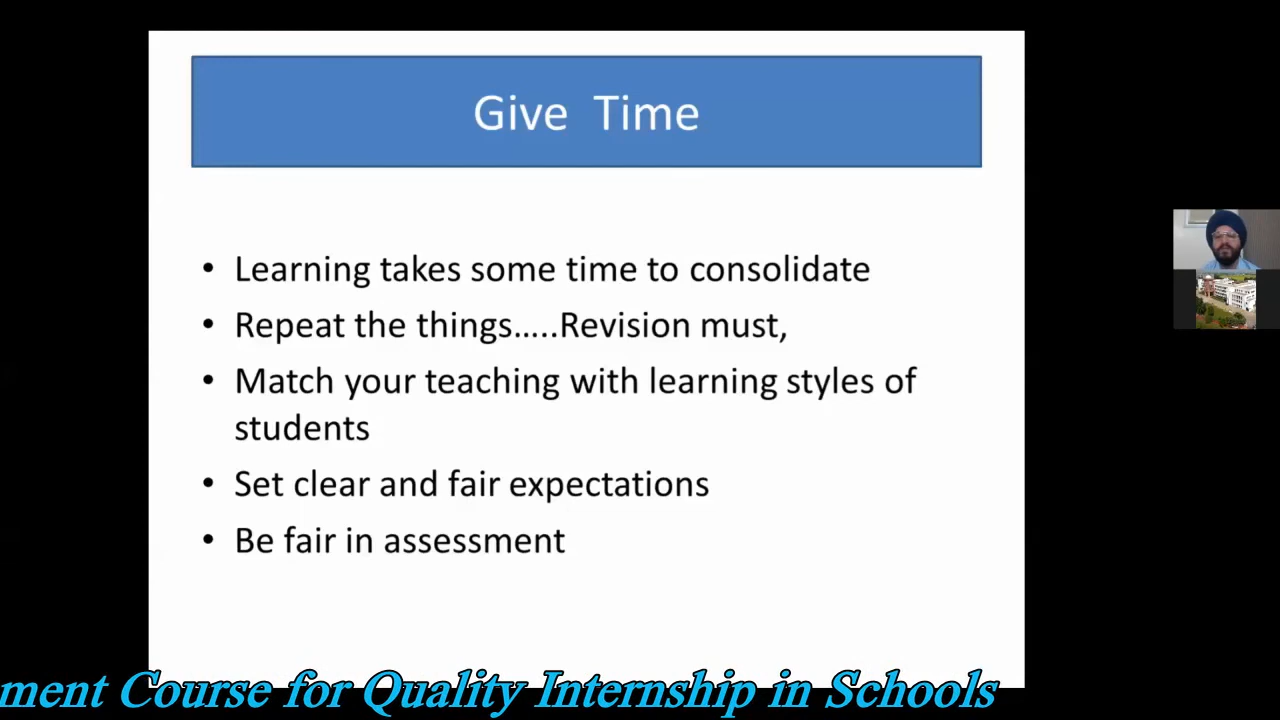 Give Time
• Learning takes some time to consolidate
• Repeat the things.....Revision must,
• Match your teaching with learning styles of
students
• Set clear and fair expectations
• Be fair in assessment
ment Course for Quality Internship in Schools